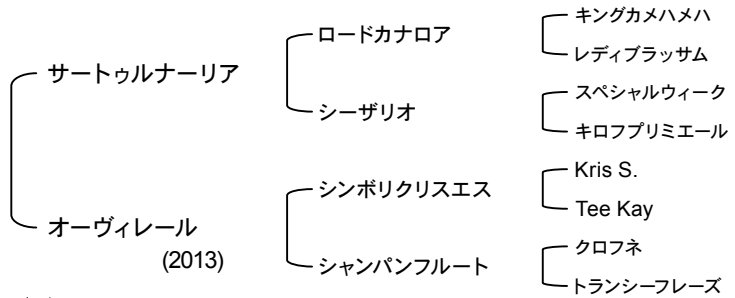 サートゥルナーリア
ロードカナロア
キングカメハメハ
レディブラッサム
シーザリオ
スペシャルウィーク
キロフプリミエール
オーヴィレール
(2013)
シンボリクリスエス
Kris S.
Tee Kay
シャンパンフルート
クロフネ
トランシーフレーズ